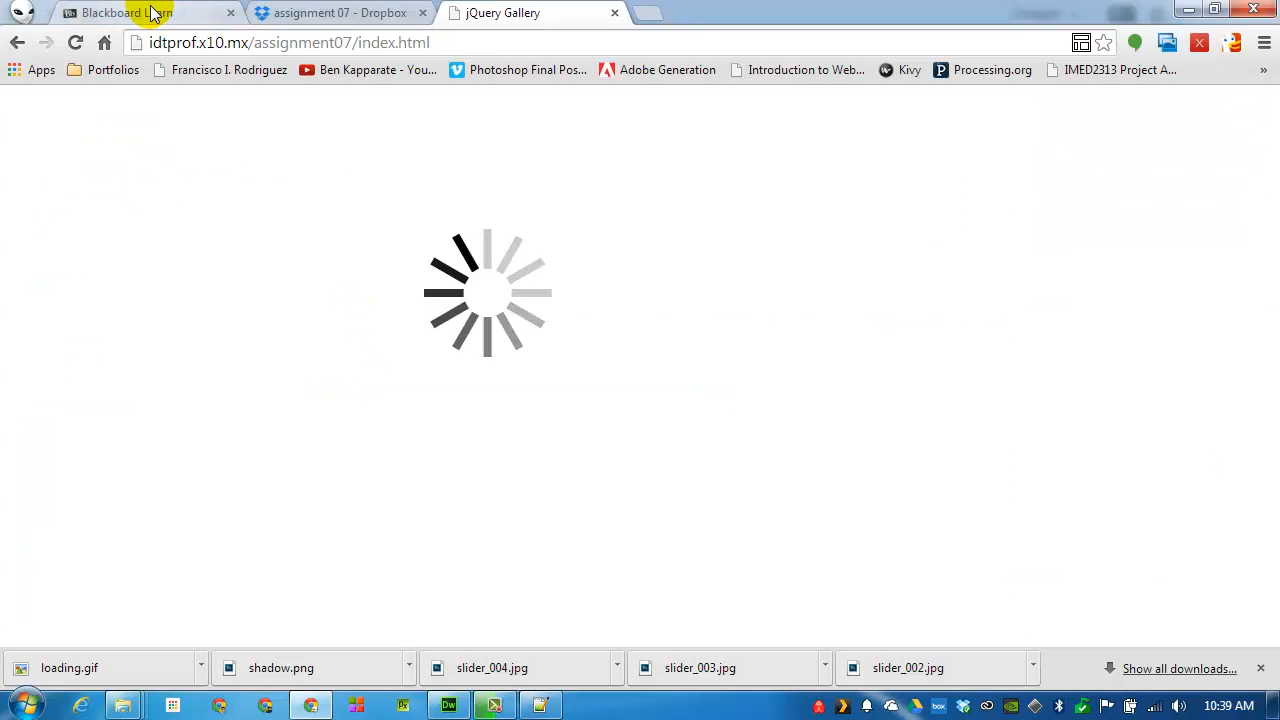 Blackboard Learn
assignment 07 - Dropbox
jQuery Gallery
idtprof.x10.mx/assignment07/index.html
Apps
Portfolios
Francisco I. Rodriguez
Ben Kapparate - You...
Photoshop Final Pos...
Adobe Generation
Introduction to Web...
Kivy
Processing.org
IMED2313 Project A...
»
loading.gif
shadow.png
slider_004.jpg
slider_003.jpg
slider_002.jpg
Show all downloads...
Dw
box
10:39 AM